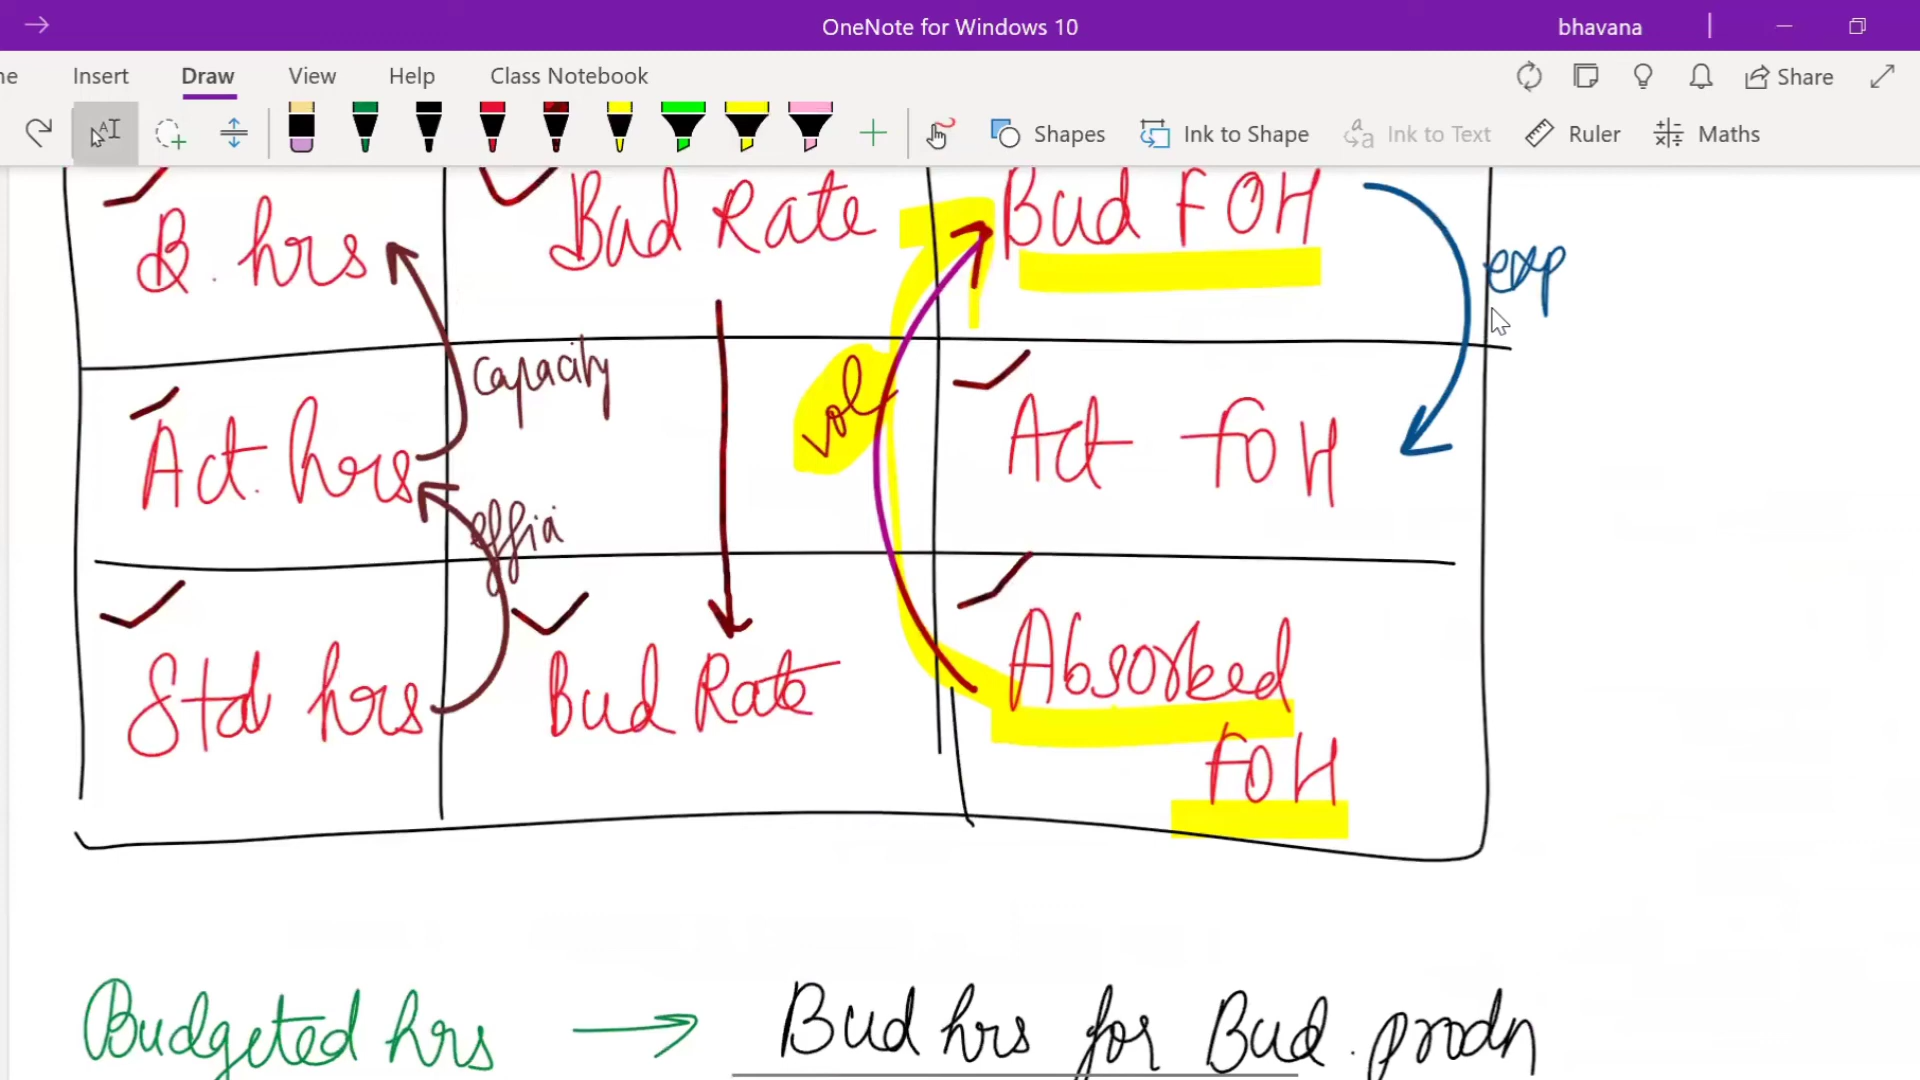 OneNote for Windows 10 bhavana
ne Insert Draw View Help Class Notebook Share
Shapes Ink to Shape Ink to Text Ruler Maths
B. hrs Bud Rate Bud FOH
exp
capacity
vol
Act. hrs Act FOH
effici
Std hrs Bud Rate Absorbed
FOH
Budgeted hrs → Bud hrs for Bud. prodn